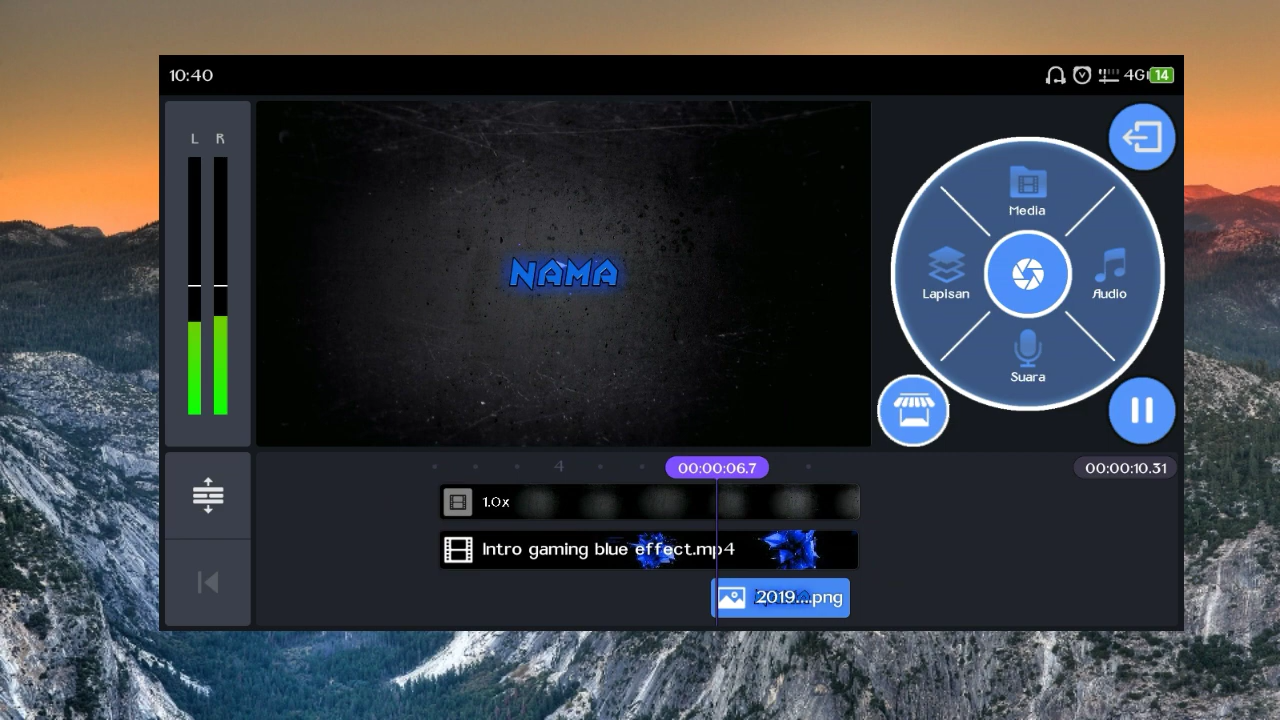 10:40
4G 14
L R
NAMA
Media
Lapisan
Audio
Suara
4
00:00:06.7
00:00:10.31
1.0x
Intro gaming blue effect.mp4
2019....png